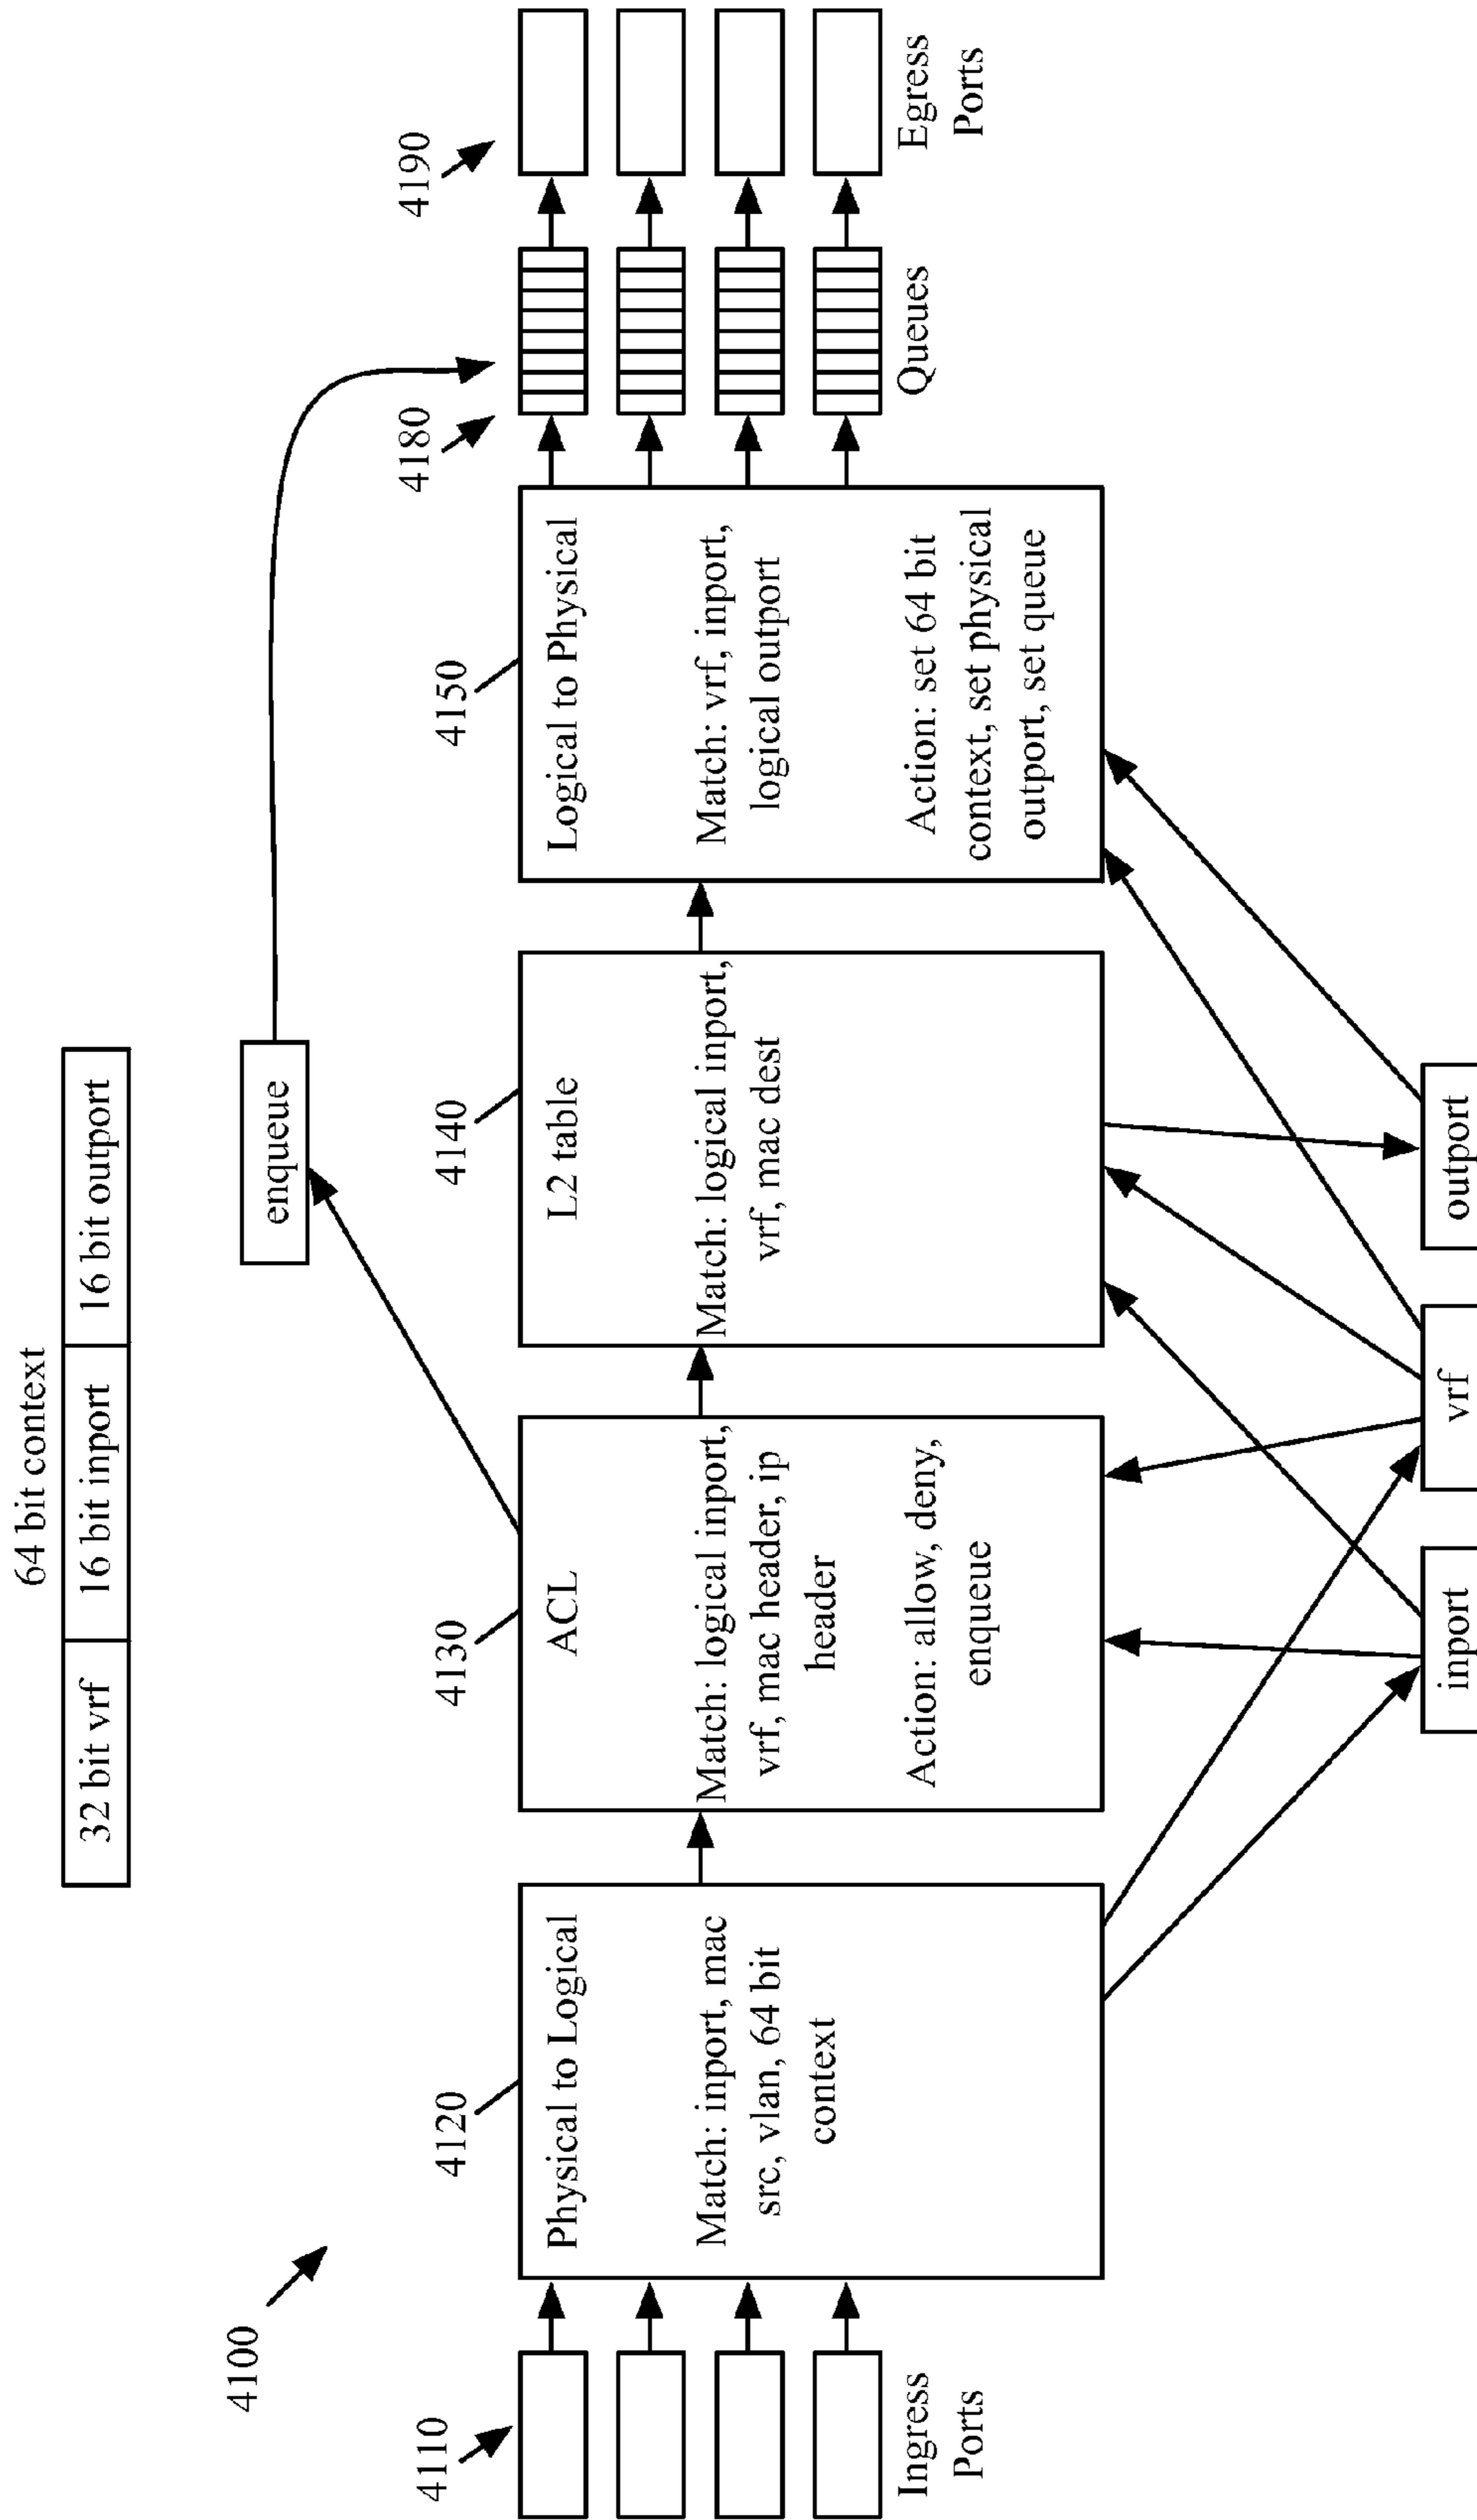 64 bit context
32 bit vrf
16 bit inport
16 bit outport
4100
enqueue
4110
4120
4130
4140
4150
4180
4190
Ingress
Ports
Physical to Logical
Match: inport, mac
src, vlan, 64 bit
context
ACL
Match: logical inport,
vrf, mac header, ip
header
Action: allow, deny,
enqueue
L2 table
Match: logical inport,
vrf, mac dest
Logical to Physical
Match: vrf, inport,
logical outport
Action: set 64 bit
context, set physical
outport, set queue
Queues
Egress
Ports
inport
vrf
outport